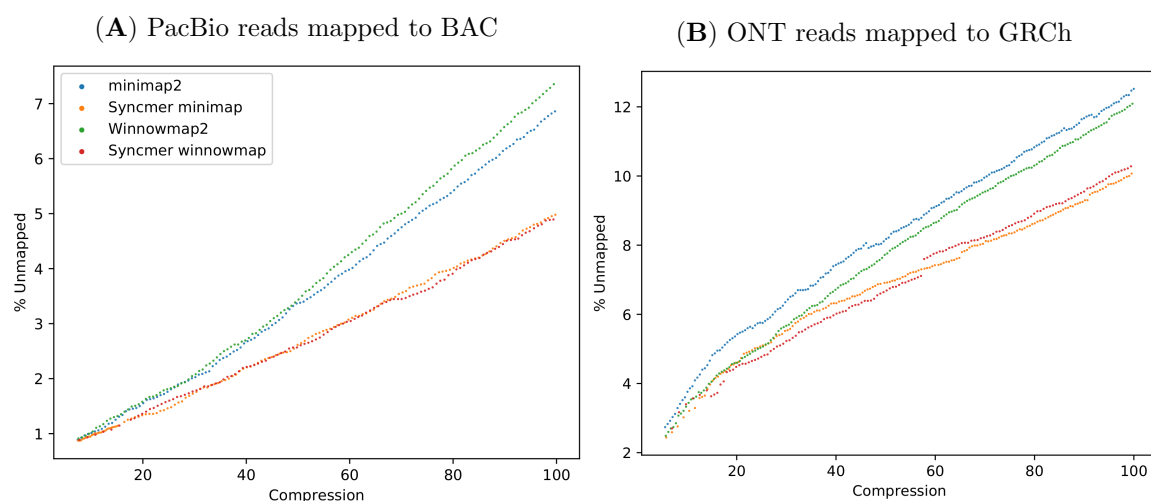 (A) PacBio reads mapped to BAC
7
6
5
4
3
2
1
% Unmapped
minimap2
Syncmer minimap
Winnowmap2
Syncmer winnowmap
20 40 60 80 100
Compression
(B) ONT reads mapped to GRCh
12
10
8
6
4
2
% Unmapped
20 40 60 80 100
Compression